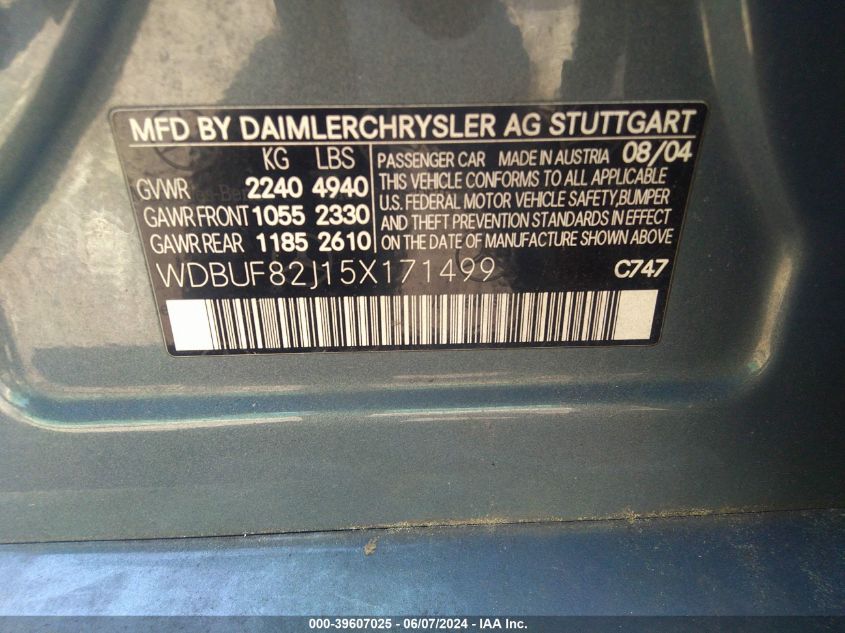 MFD BY DAIMLERCHRYSLER AG STUTTGART
KG LBS
GVWR 2240 4940
GAWR FRONT 1055 2330
GAWR REAR 1185 2610
PASSENGER CAR MADE IN AUSTRIA 08/04
THIS VEHICLE CONFORMS TO ALL APPLICABLE
U.S. FEDERAL MOTOR VEHICLE SAFETY,BUMPER
AND THEFT PREVENTION STANDARDS IN EFFECT
ON THE DATE OF MANUFACTURE SHOWN ABOVE
WDBUF82J15X171499
C747
000-39607025 - 06/07/2024 - IAA Inc.